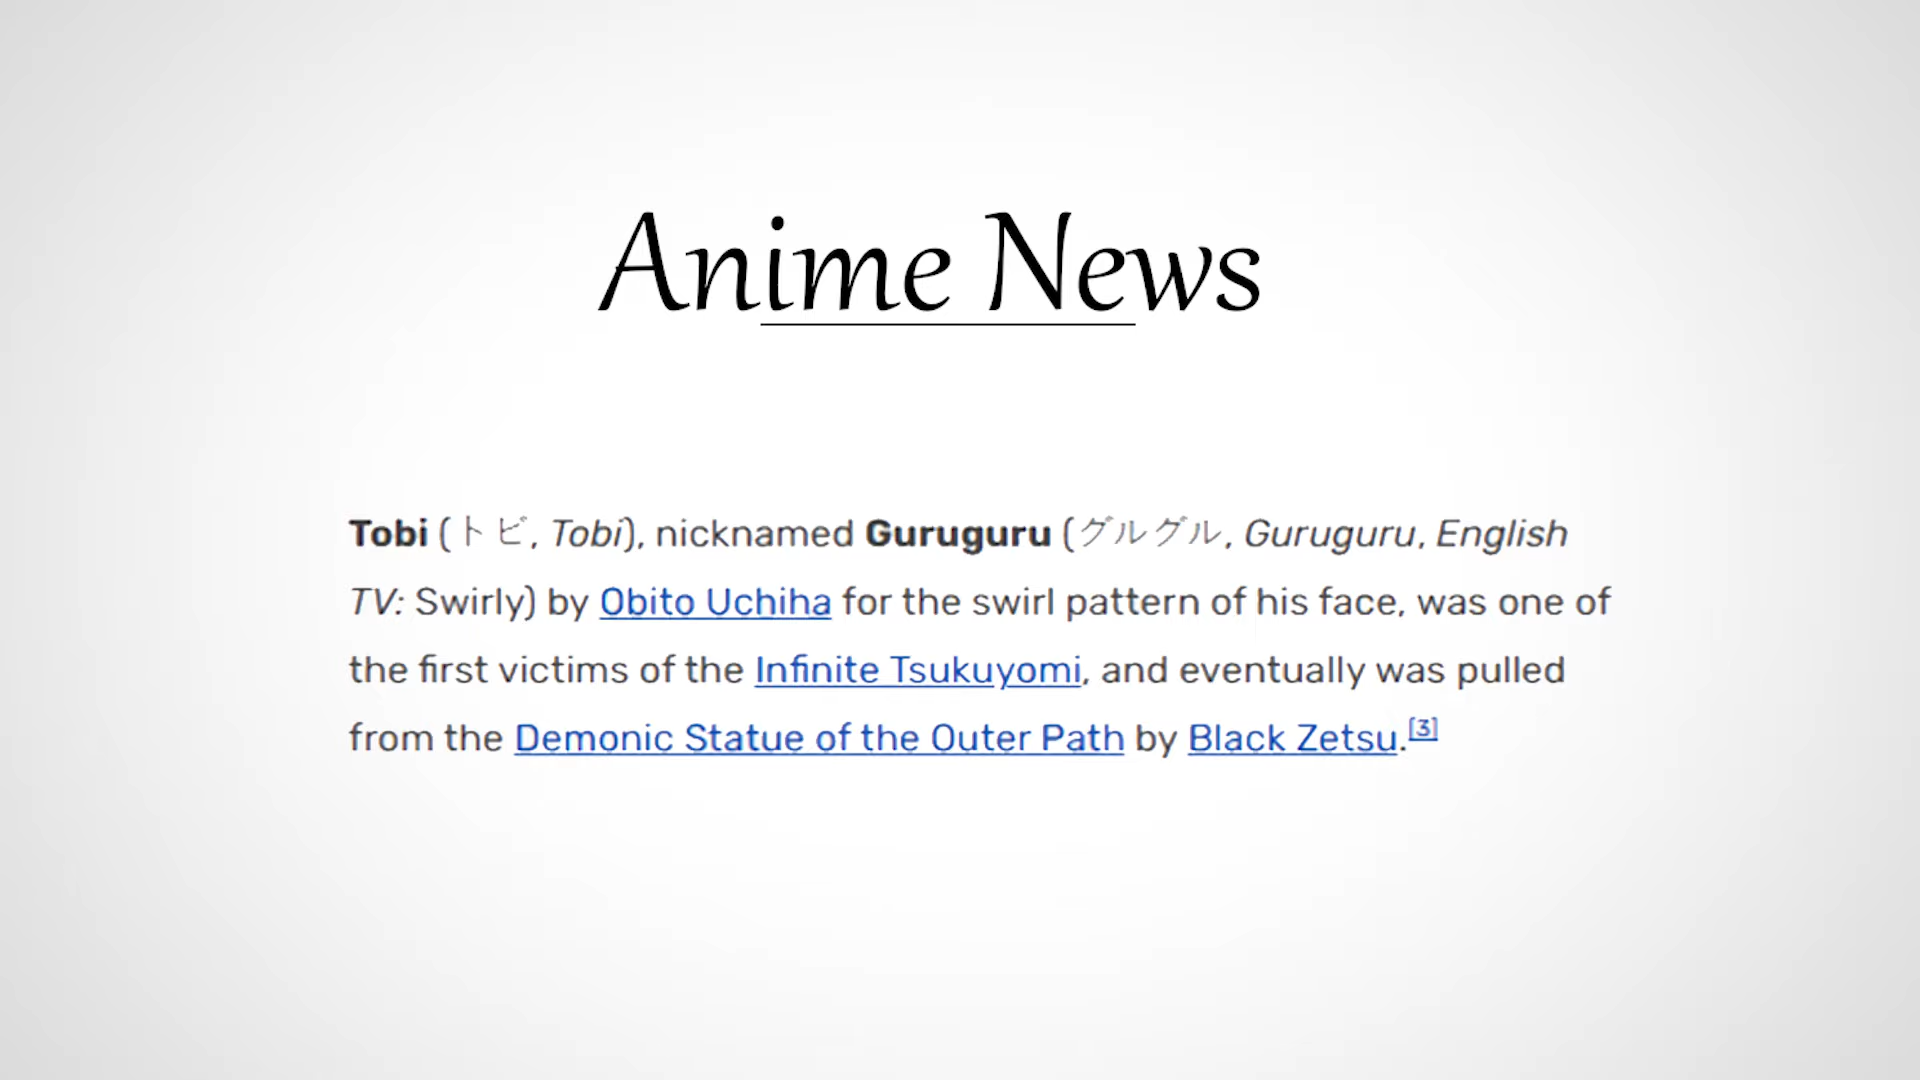 Anime News
Tobi (トビ, Tobi), nicknamed Guruguru (グルグル, Guruguru, English
TV: Swirly) by Obito Uchiha for the swirl pattern of his face, was one of
the first victims of the Infinite Tsukuyomi, and eventually was pulled
from the Demonic Statue of the Outer Path by Black Zetsu.[3]